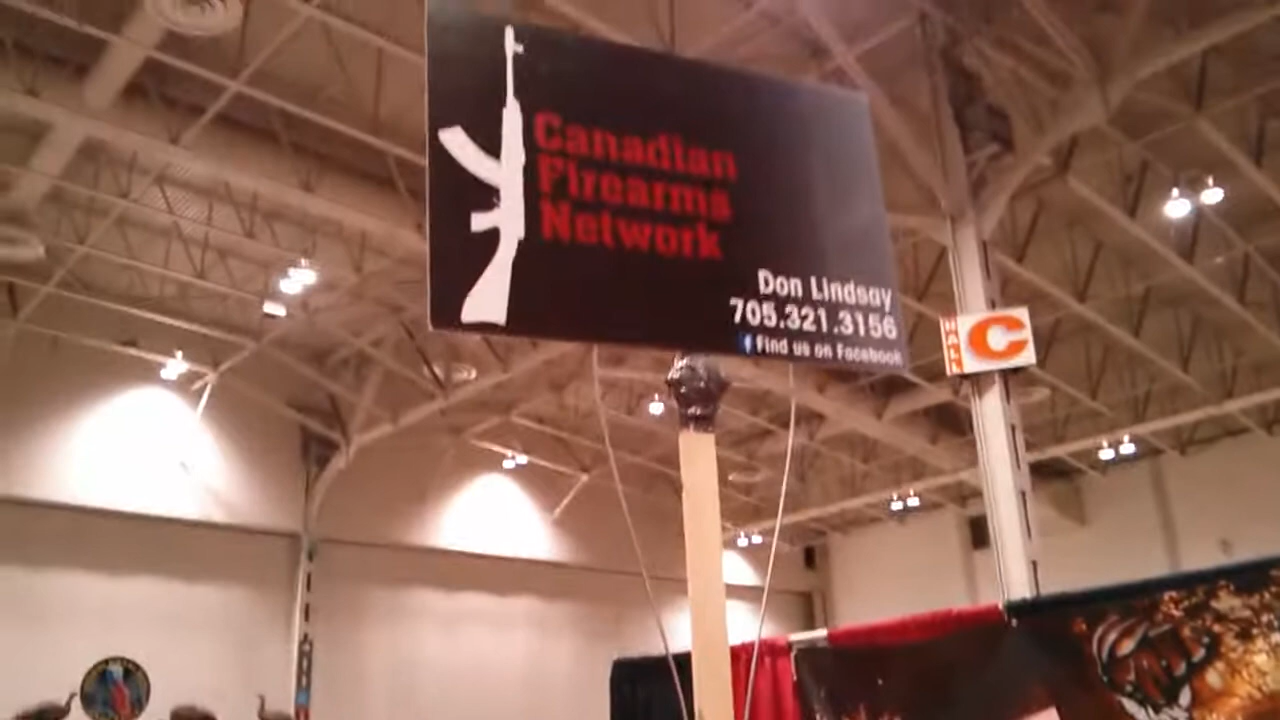 Canadian
Firearms
Network
Don Lindsay
705.321.3156
f Find us on Facebook
HALL
C